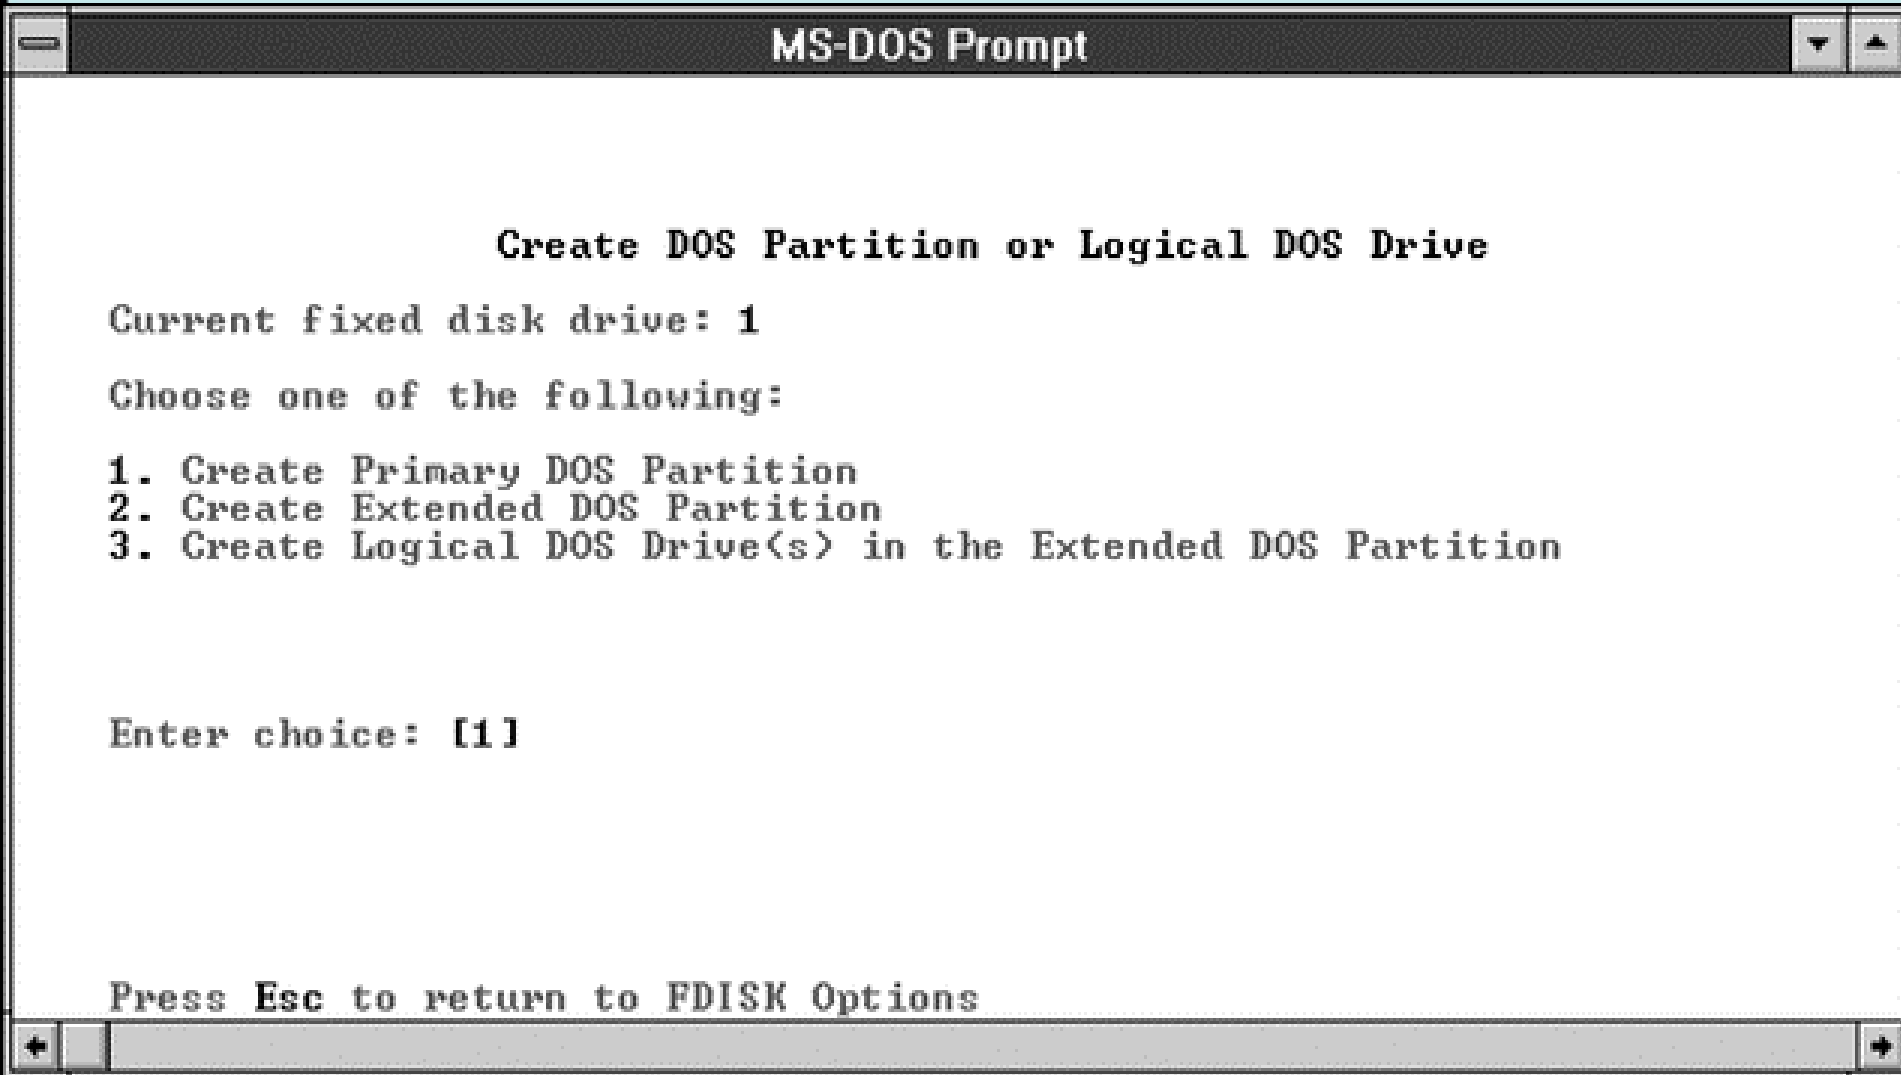 MS-DOS Prompt
Create DOS Partition or Logical DOS Drive
Current fixed disk drive: 1
Choose one of the following:
1. Create Primary DOS Partition
2. Create Extended DOS Partition
3. Create Logical DOS Drive(s) in the Extended DOS Partition
Enter choice: [1]
Press Esc to return to FDISK Options